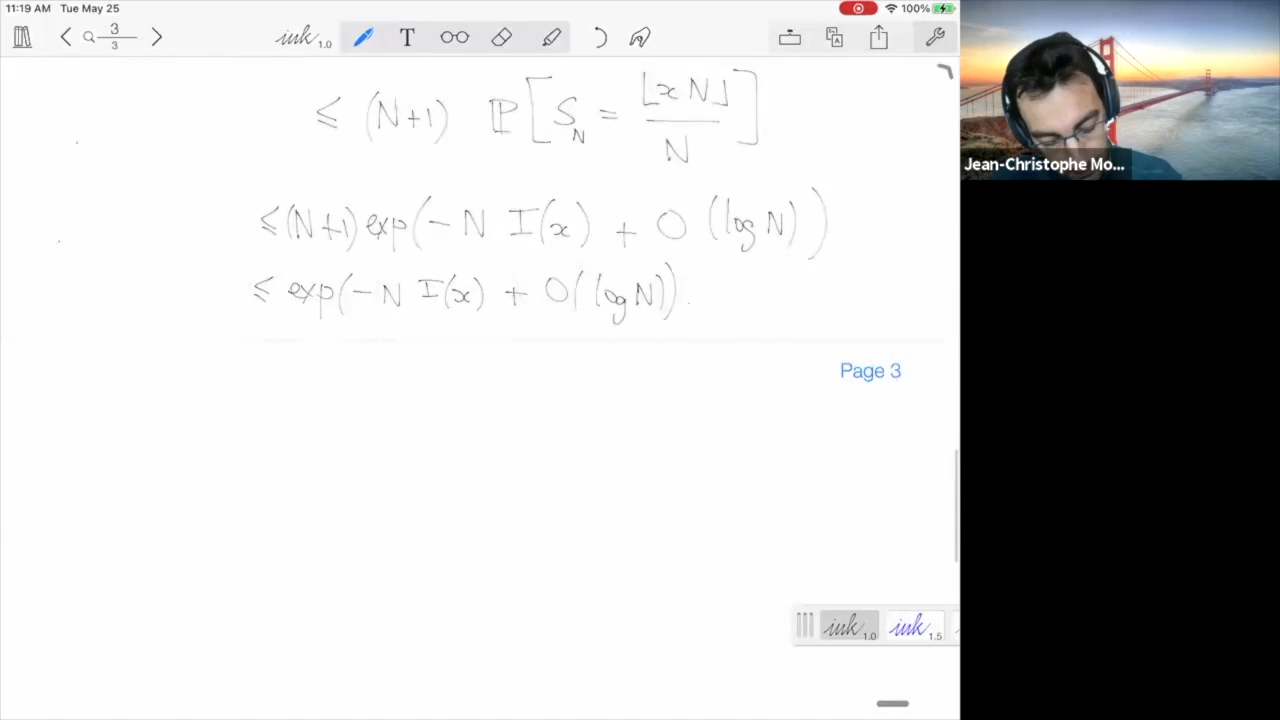 11:19 AM Tue May 25
100%
3
3
ink 1.0
T
≤ (N+1) ℙ[S_N = ⌊xN⌋/N]
≤ (N+1) exp(-N I(x) + O(log N))
≤ exp(-N I(x) + O(log N)).
Page 3
ink 1.0 ink 1.5
Jean-Christophe Mo...